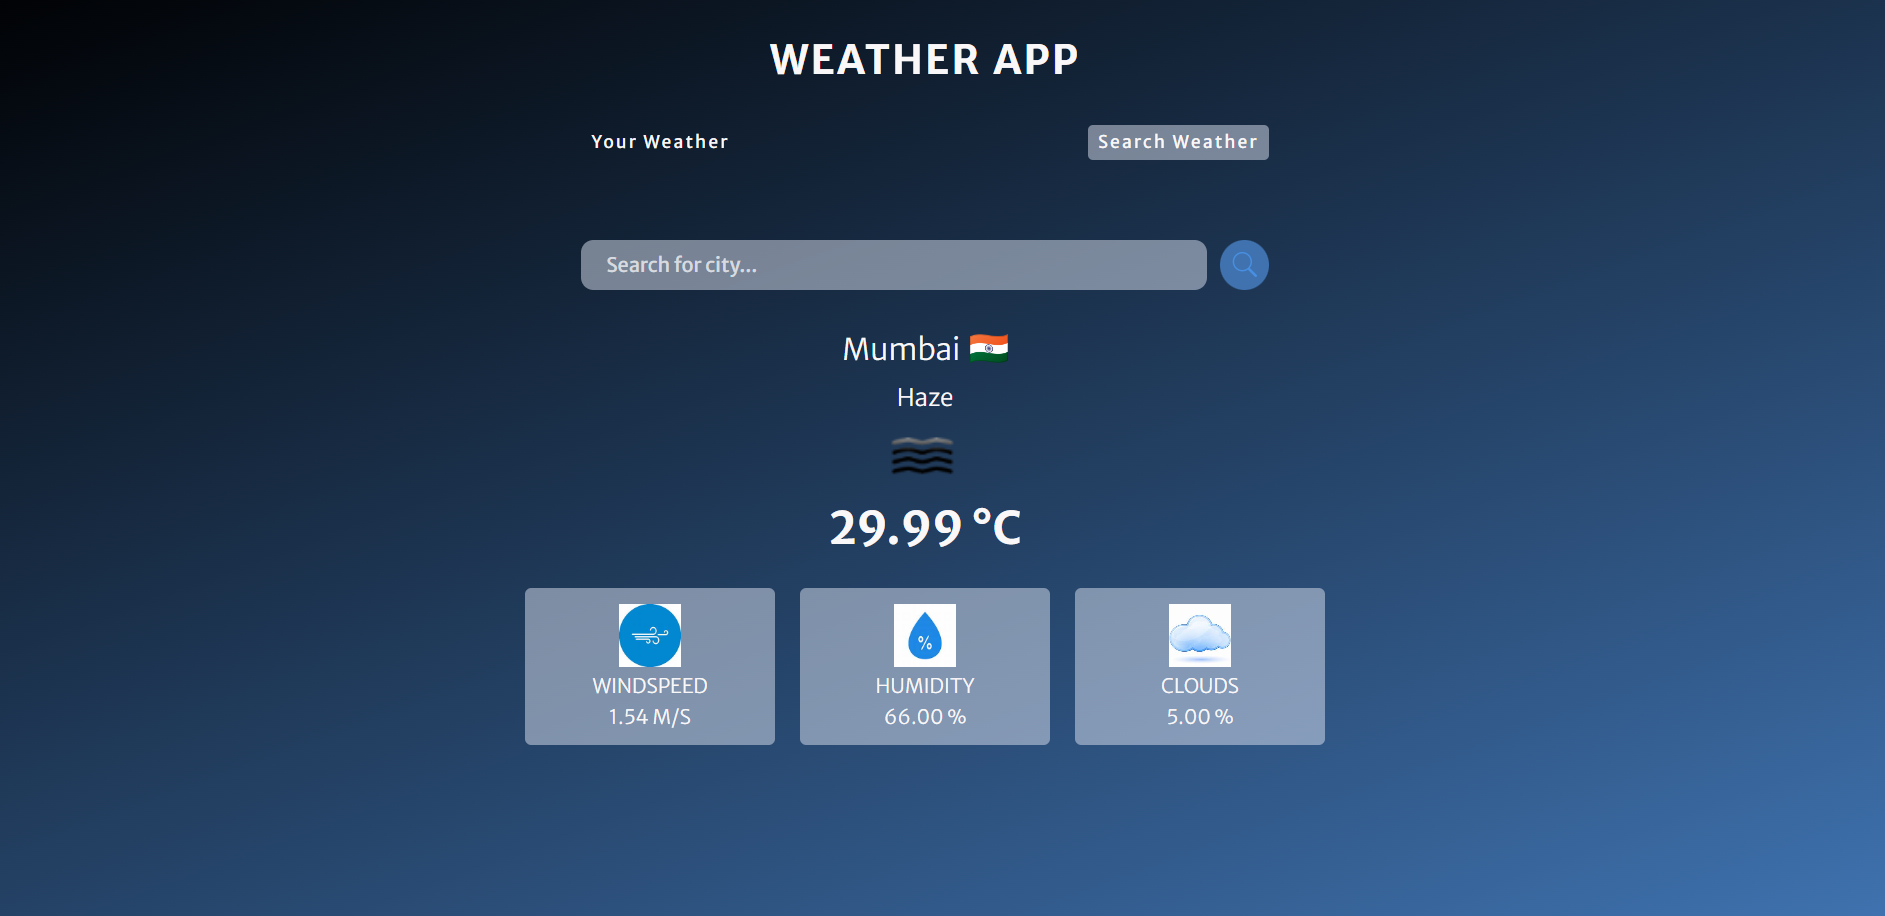 WEATHER APP
Your Weather
Search Weather
Search for city...
Mumbai
Haze
29.99 °C
WINDSPEED
1.54 M/S
%
HUMIDITY
66.00 %
CLOUDS
5.00 %